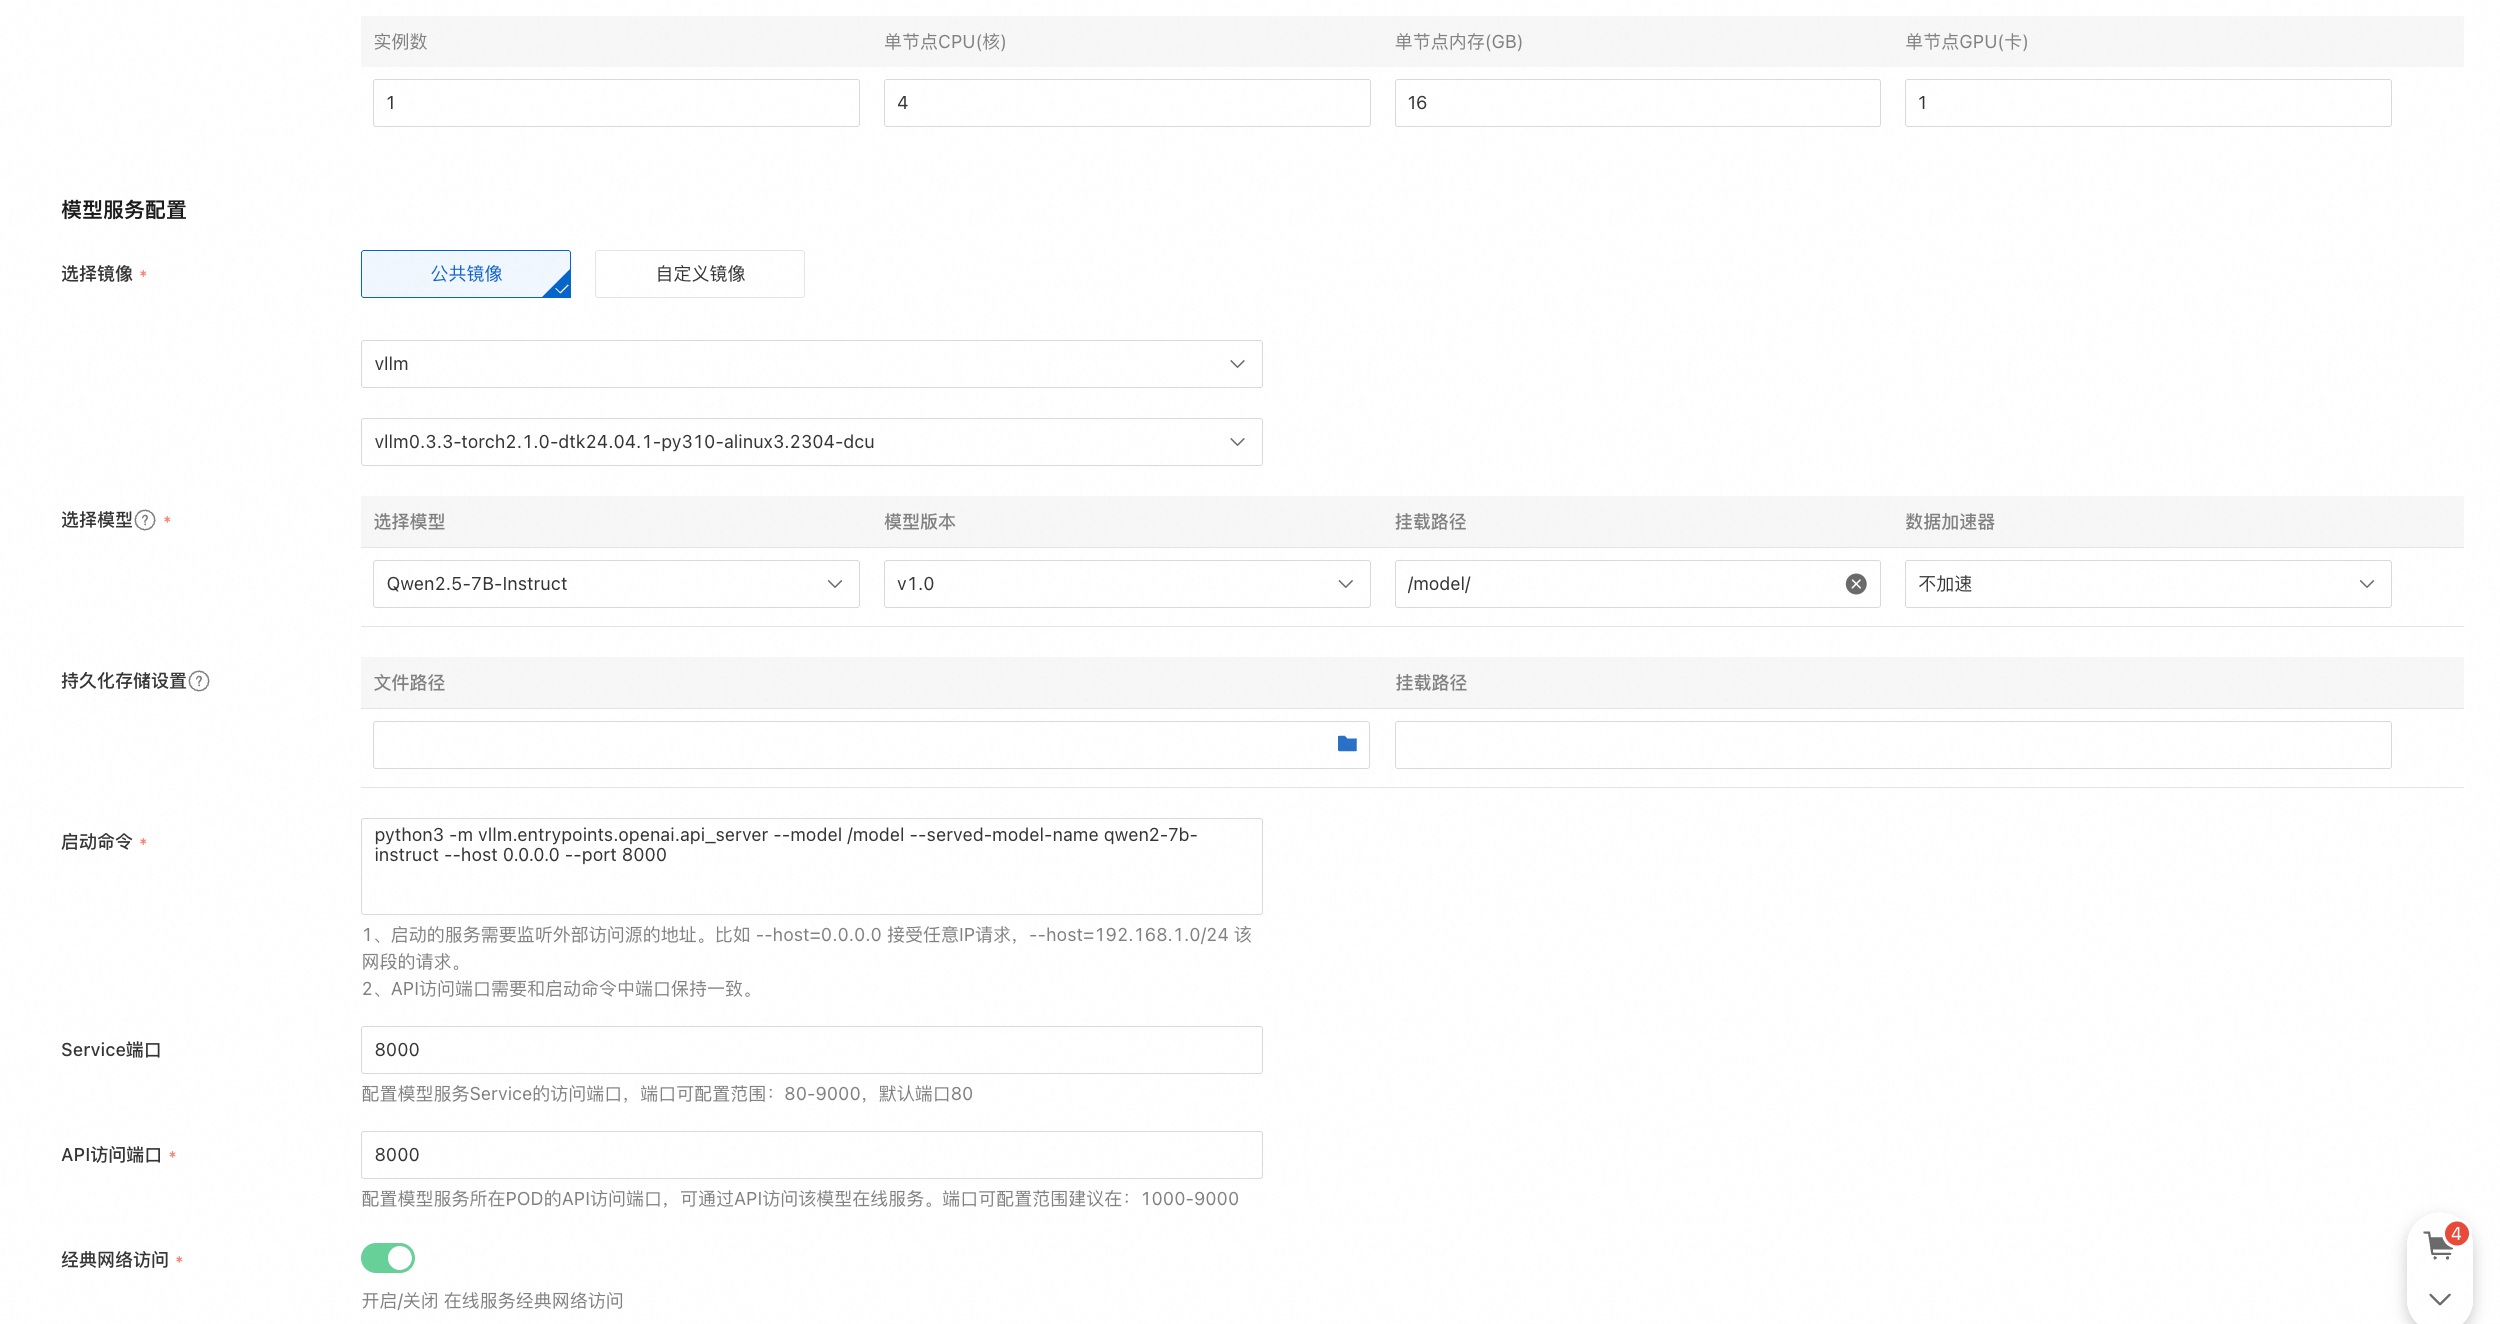 实例数 单节点CPU(核) 单节点内存(GB) 单节点GPU(卡)
1 4 16 1
模型服务配置
选择镜像 * 公共镜像 自定义镜像
vllm
vllm0.3.3-torch2.1.0-dtk24.04.1-py310-alinux3.2304-dcu
选择模型? * 选择模型 模型版本 挂载路径 数据加速器
Qwen2.5-7B-Instruct v1.0 /model/ 不加速
持久化存储设置? 文件路径 挂载路径
启动命令 * python3 -m vllm.entrypoints.openai.api_server --model /model --served-model-name qwen2-7b-
instruct --host 0.0.0.0 --port 8000
1、启动的服务需要监听外部访问源的地址。比如 --host=0.0.0.0 接受任意IP请求，--host=192.168.1.0/24 该
网段的请求。
2、API访问端口需要和启动命令中端口保持一致。
Service端口 8000
配置模型服务Service的访问端口，端口可配置范围：80-9000，默认端口80
API访问端口 * 8000
配置模型服务所在POD的API访问端口，可通过API访问该模型在线服务。端口可配置范围建议在：1000-9000
4
经典网络访问 *
开启/关闭 在线服务经典网络访问